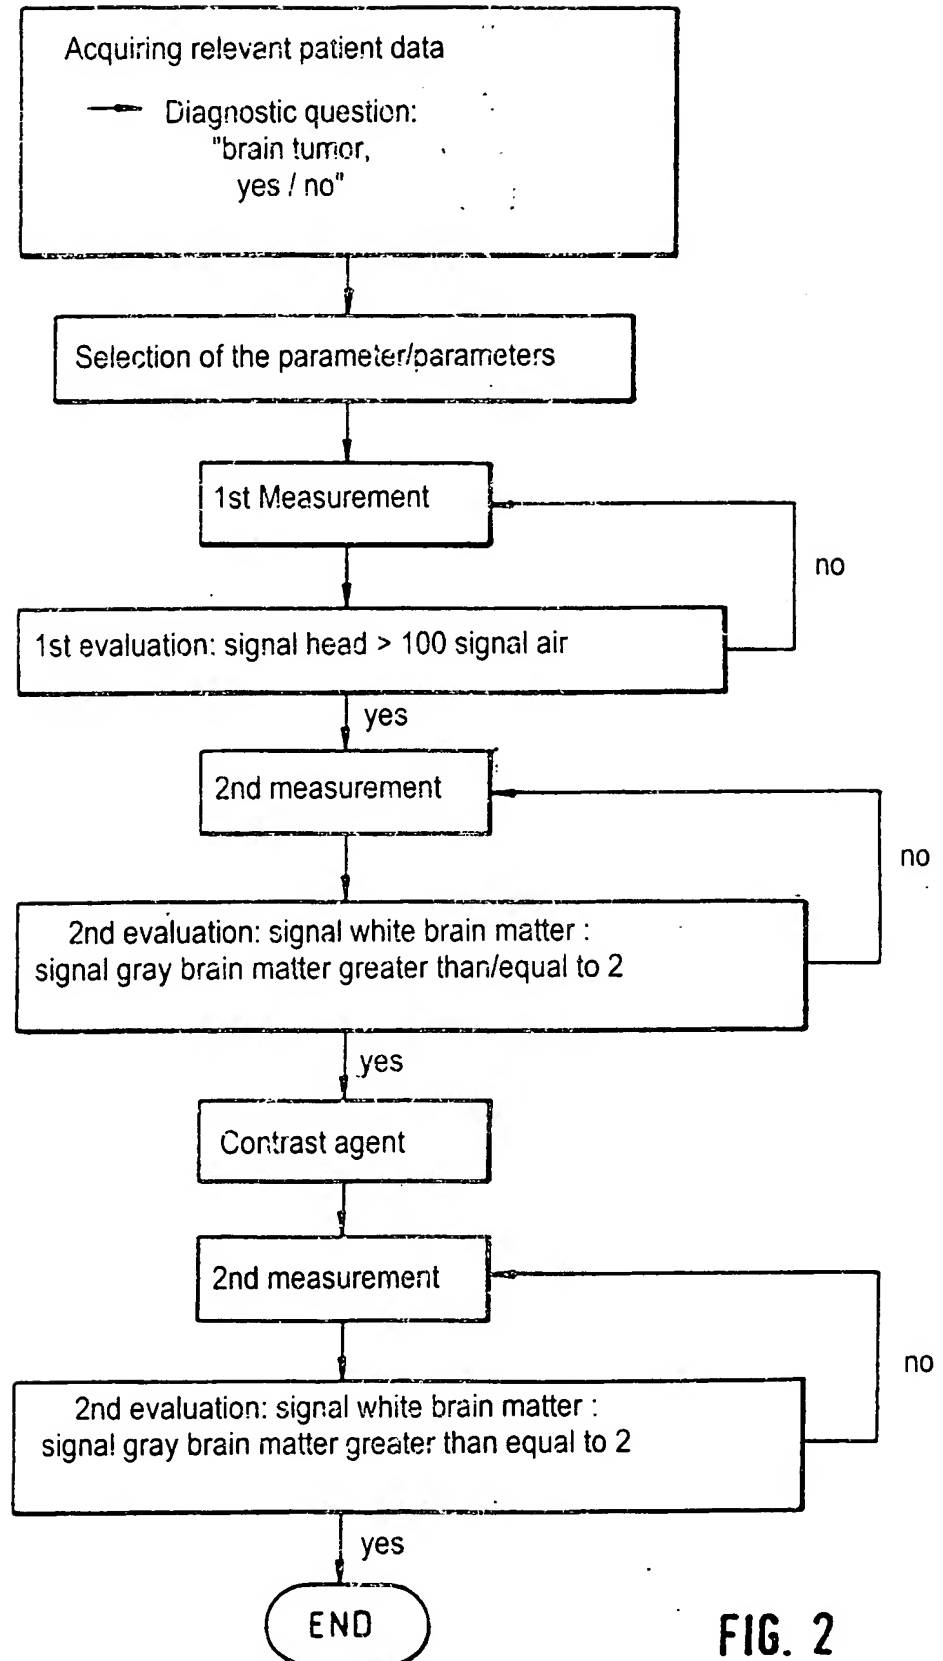 Acquiring relevant patient data
Diagnostic question:
"brain tumor,
yes / no"
Selection of the parameter/parameters
1st Measurement
no
1st evaluation: signal head > 100 signal air
yes
2nd measurement
no
2nd evaluation: signal white brain matter :
signal gray brain matter greater than/equal to 2
yes
Contrast agent
2nd measurement
no
2nd evaluation: signal white brain matter :
signal gray brain matter greater than equal to 2
yes
END
FIG. 2